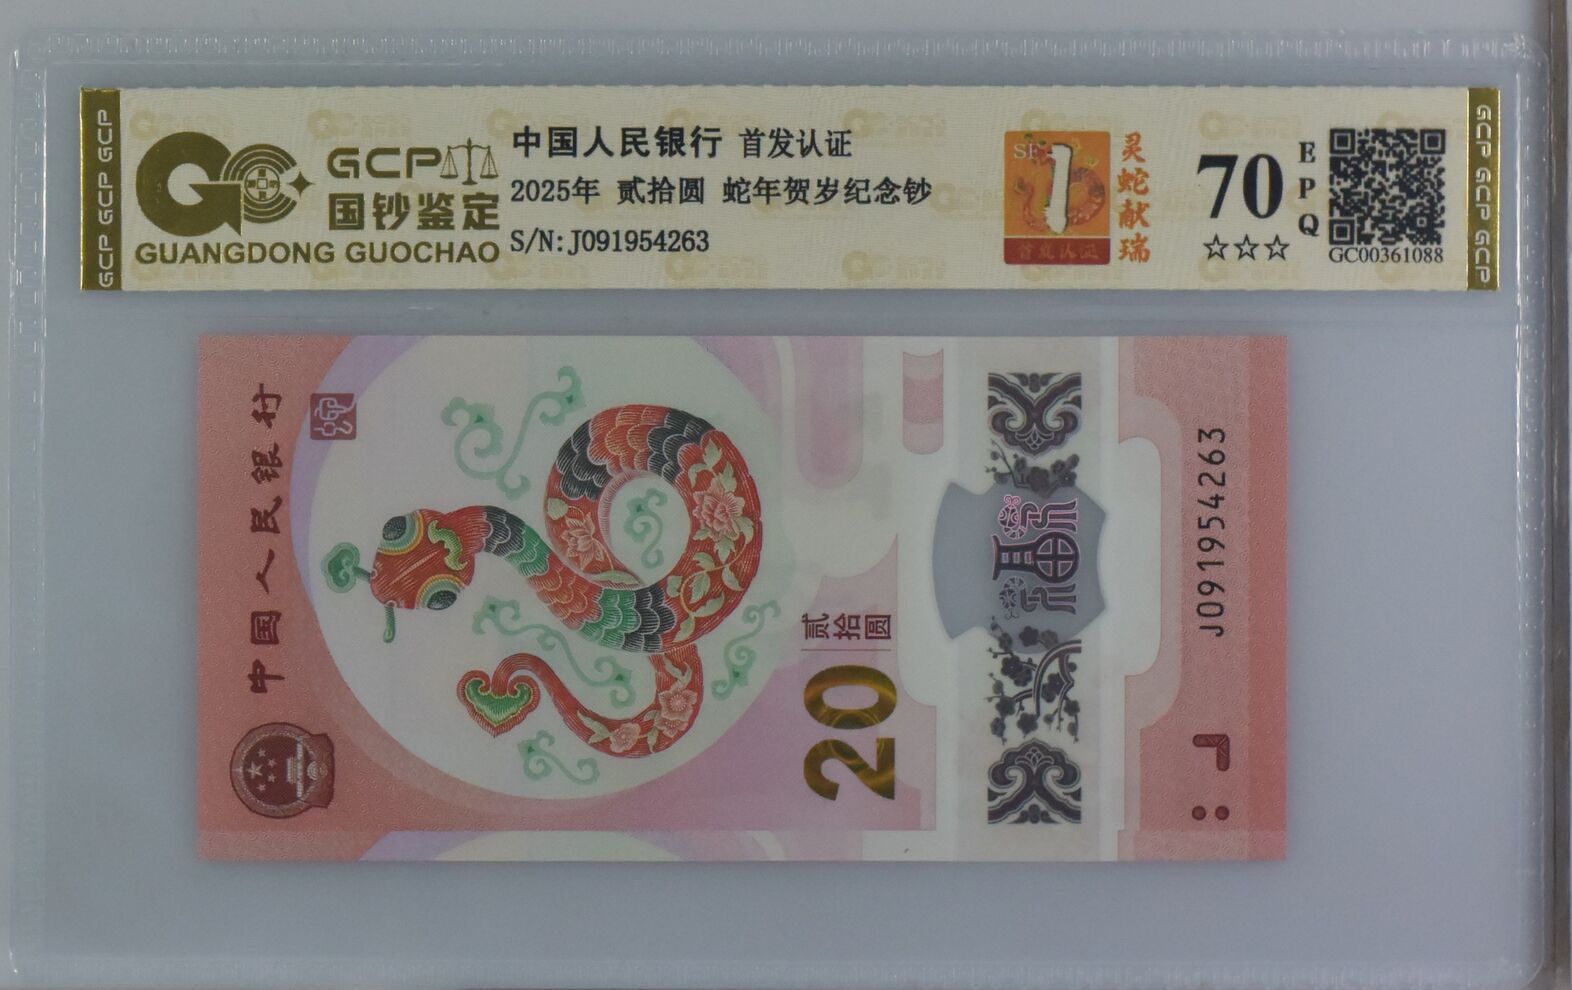 GCP GCP GCP
GCP
国钞鉴定
GUANGDONG GUOCHAO
中国人民银行 首发认证
2025年 贰拾圆 蛇年贺岁纪念钞
S/N:J091954263
1
首发认证
灵蛇献瑞
70
EPQ
☆☆☆
GC00361088
GCP GCP GCP
中国人民银行
贰拾圆
20
福
J091954263